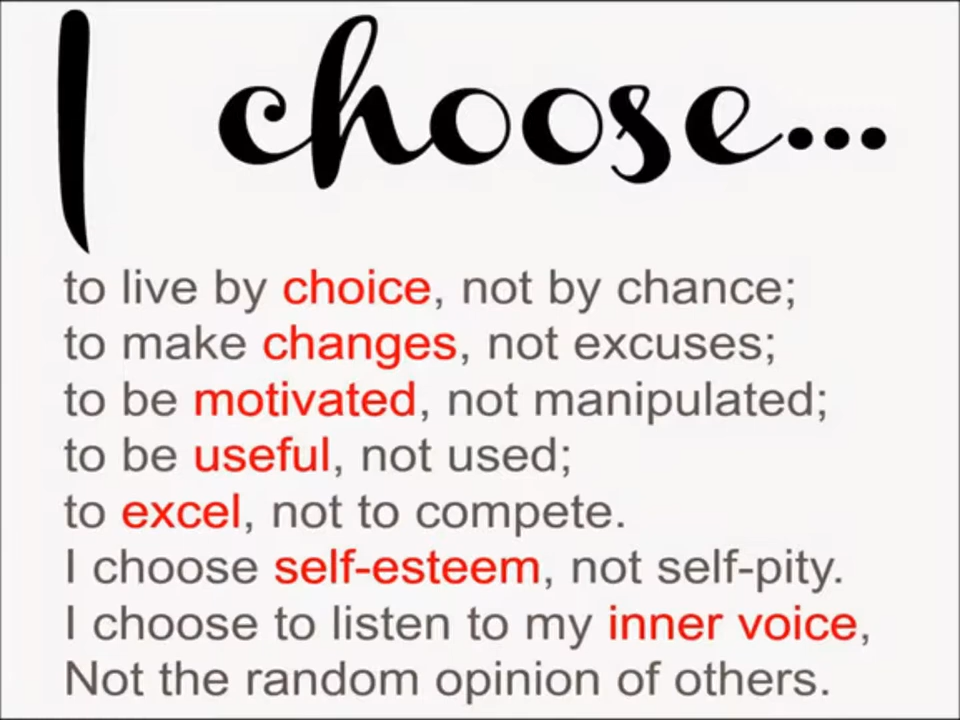 I choose...
to live by choice, not by chance;
to make changes, not excuses;
to be motivated, not manipulated;
to be useful, not used;
to excel, not to compete.
I choose self-esteem, not self-pity.
I choose to listen to my inner voice,
Not the random opinion of others.